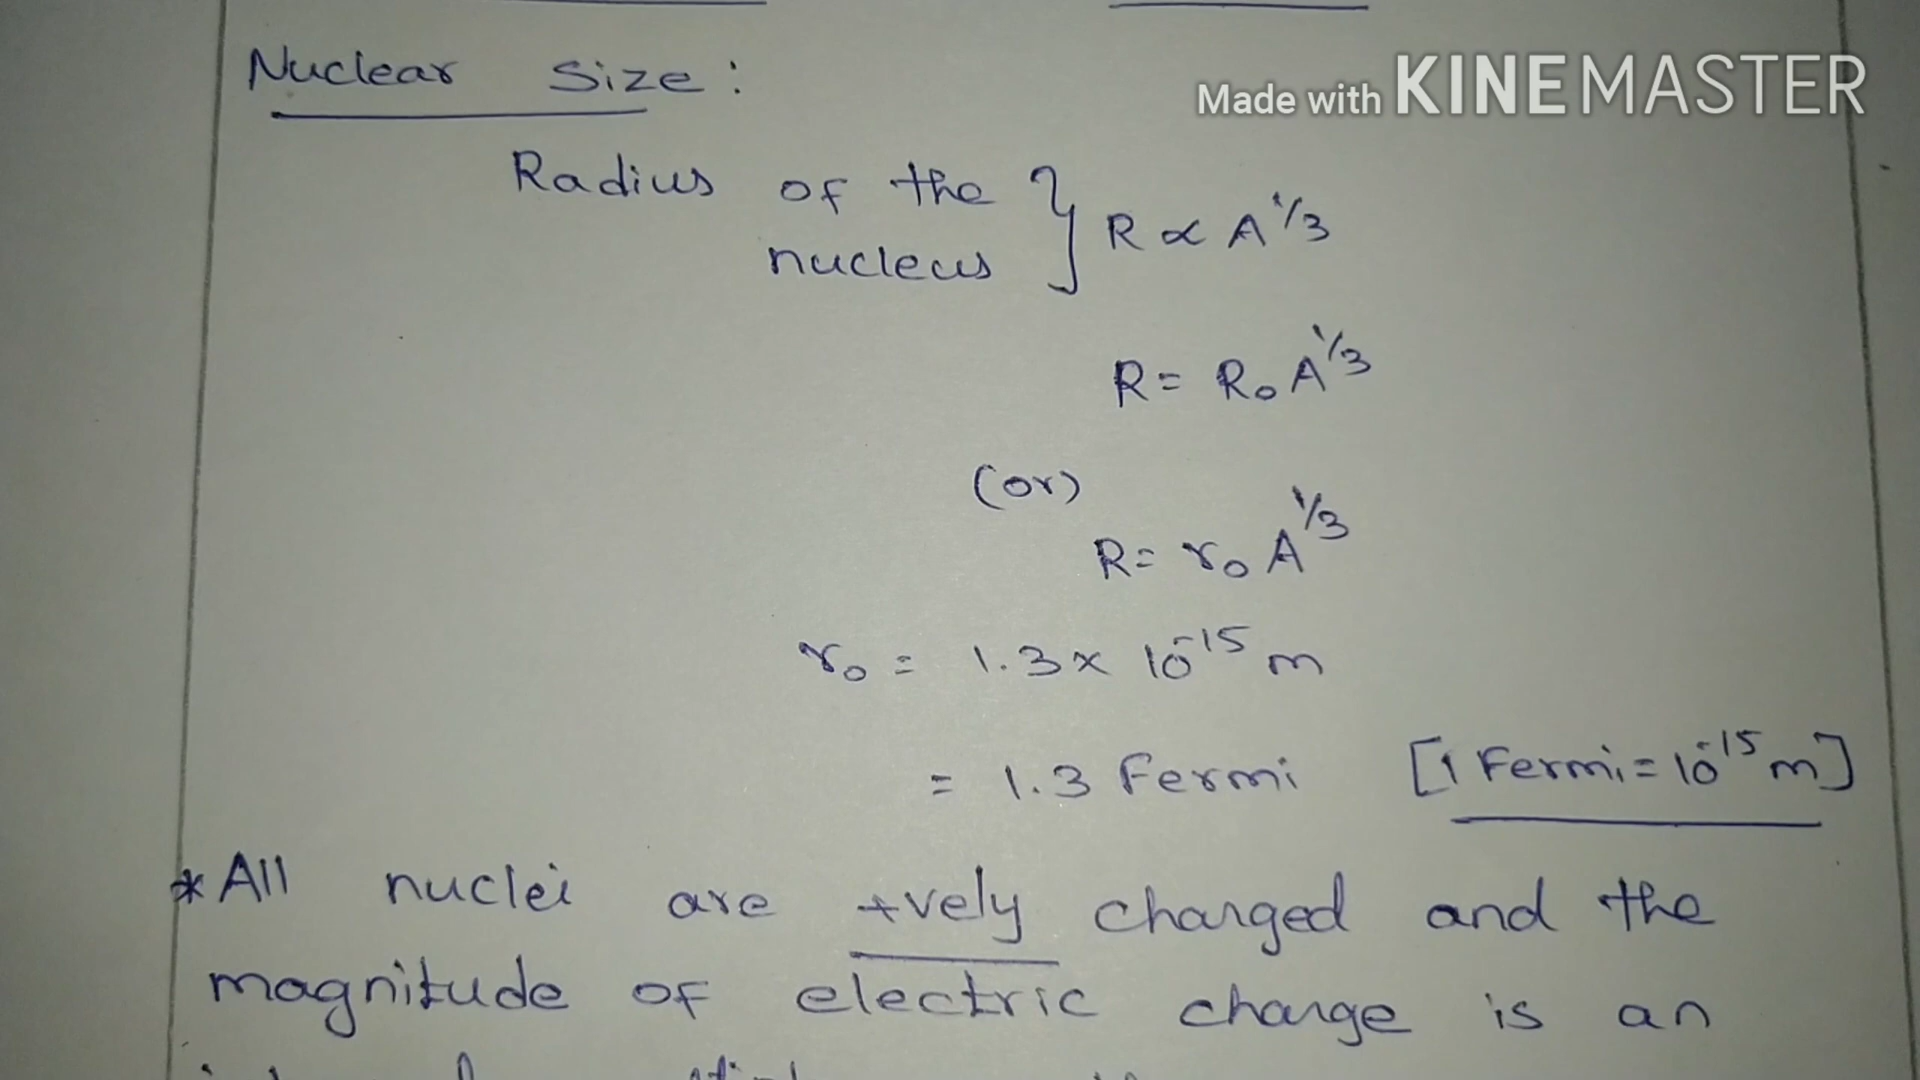 Nuclear Size:
Made with KINEMASTER
Radius of the
nucleus } R ∝ A^1/3
R = R₀ A^1/3
(or)
R = r₀ A^1/3
r₀ = 1.3 x 10^-15 m
= 1.3 Fermi [1 Fermi = 10^-15 m]
* All nuclei are +vely charged and the
magnitude of electric charge is an